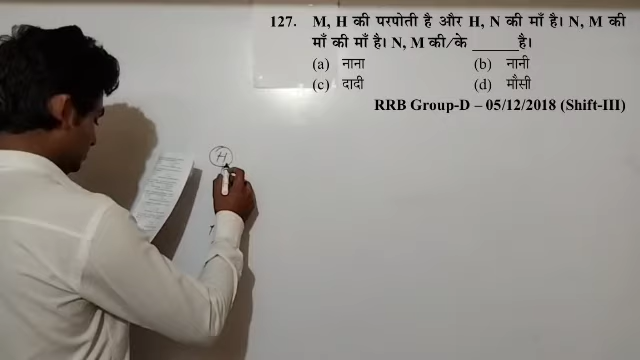 127. M, H की परपोती है और H, N की माँ है। N, M की
माँ की माँ है। N, M की/के ______है।
(a) नाना (b) नानी
(c) दादी (d) मौसी
RRB Group-D – 05/12/2018 (Shift-III)
H